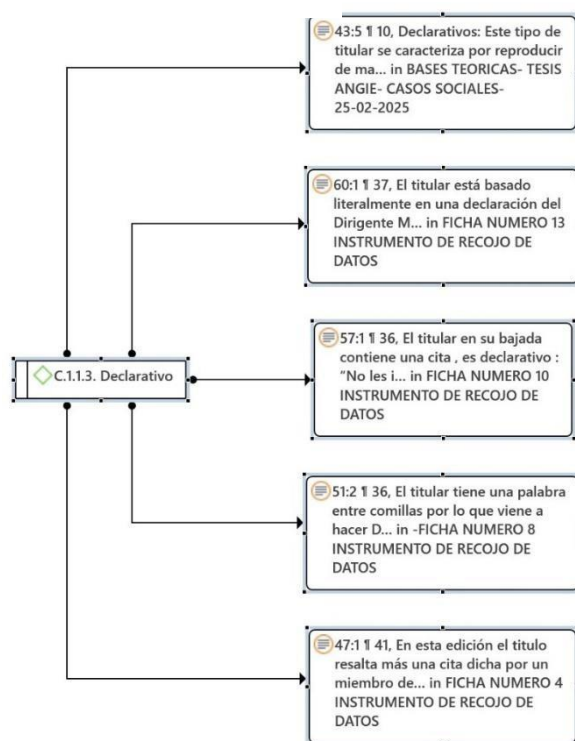 43:5 ¶ 10, Declarativos: Este tipo de
titular se caracteriza por reproducir
de ma... in BASES TEORICAS- TESIS
ANGIE- CASOS SOCIALES-
25-02-2025
60:1 ¶ 37, El titular está basado
literalmente en una declaración del
Dirigente M... in FICHA NUMERO 13
INSTRUMENTO DE RECOJO DE
DATOS
C.1.1.3. Declarativo
57:1 ¶ 36, El titular en su bajada
contiene una cita , es declarativo :
“No les i... in FICHA NUMERO 10
INSTRUMENTO DE RECOJO DE
DATOS
51:2 ¶ 36, El titular tiene una palabra
entre comillas por lo que viene a
hacer D... in -FICHA NUMERO 8
INSTRUMENTO DE RECOJO DE
DATOS
47:1 ¶ 41, En esta edición el titulo
resalta más una cita dicha por un
miembro de... in FICHA NUMERO 4
INSTRUMENTO DE RECOJO DE
DATOS